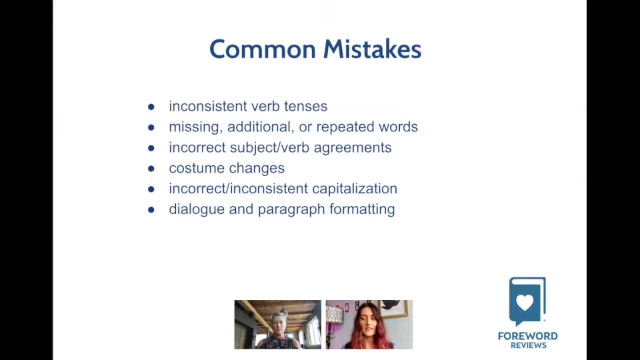 Common Mistakes
● inconsistent verb tenses
● missing, additional, or repeated words
● incorrect subject/verb agreements
● costume changes
● incorrect/inconsistent capitalization
● dialogue and paragraph formatting
FOREWORD
REVIEWS